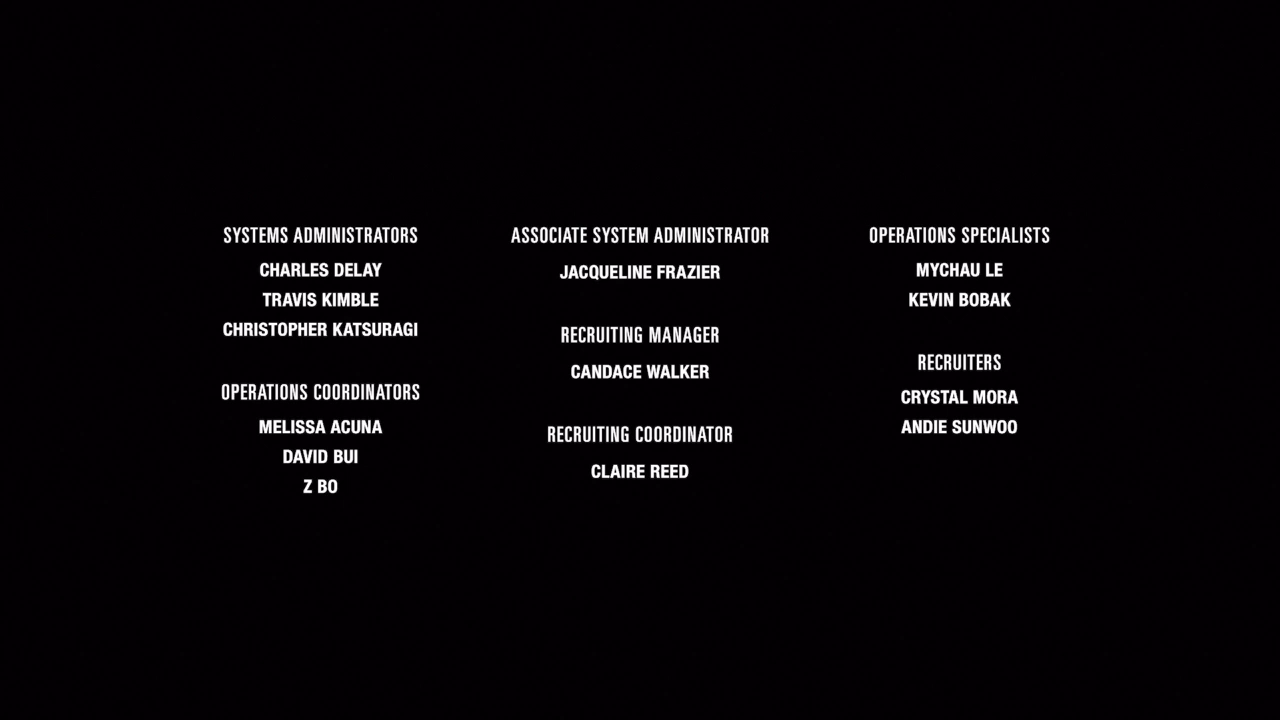 SYSTEMS ADMINISTRATORS
CHARLES DELAY
TRAVIS KIMBLE
CHRISTOPHER KATSURAGI
OPERATIONS COORDINATORS
MELISSA ACUNA
DAVID BUI
Z BO
ASSOCIATE SYSTEM ADMINISTRATOR
JACQUELINE FRAZIER
RECRUITING MANAGER
CANDACE WALKER
RECRUITING COORDINATOR
CLAIRE REED
OPERATIONS SPECIALISTS
MYCHAU LE
KEVIN BOBAK
RECRUITERS
CRYSTAL MORA
ANDIE SUNWOO